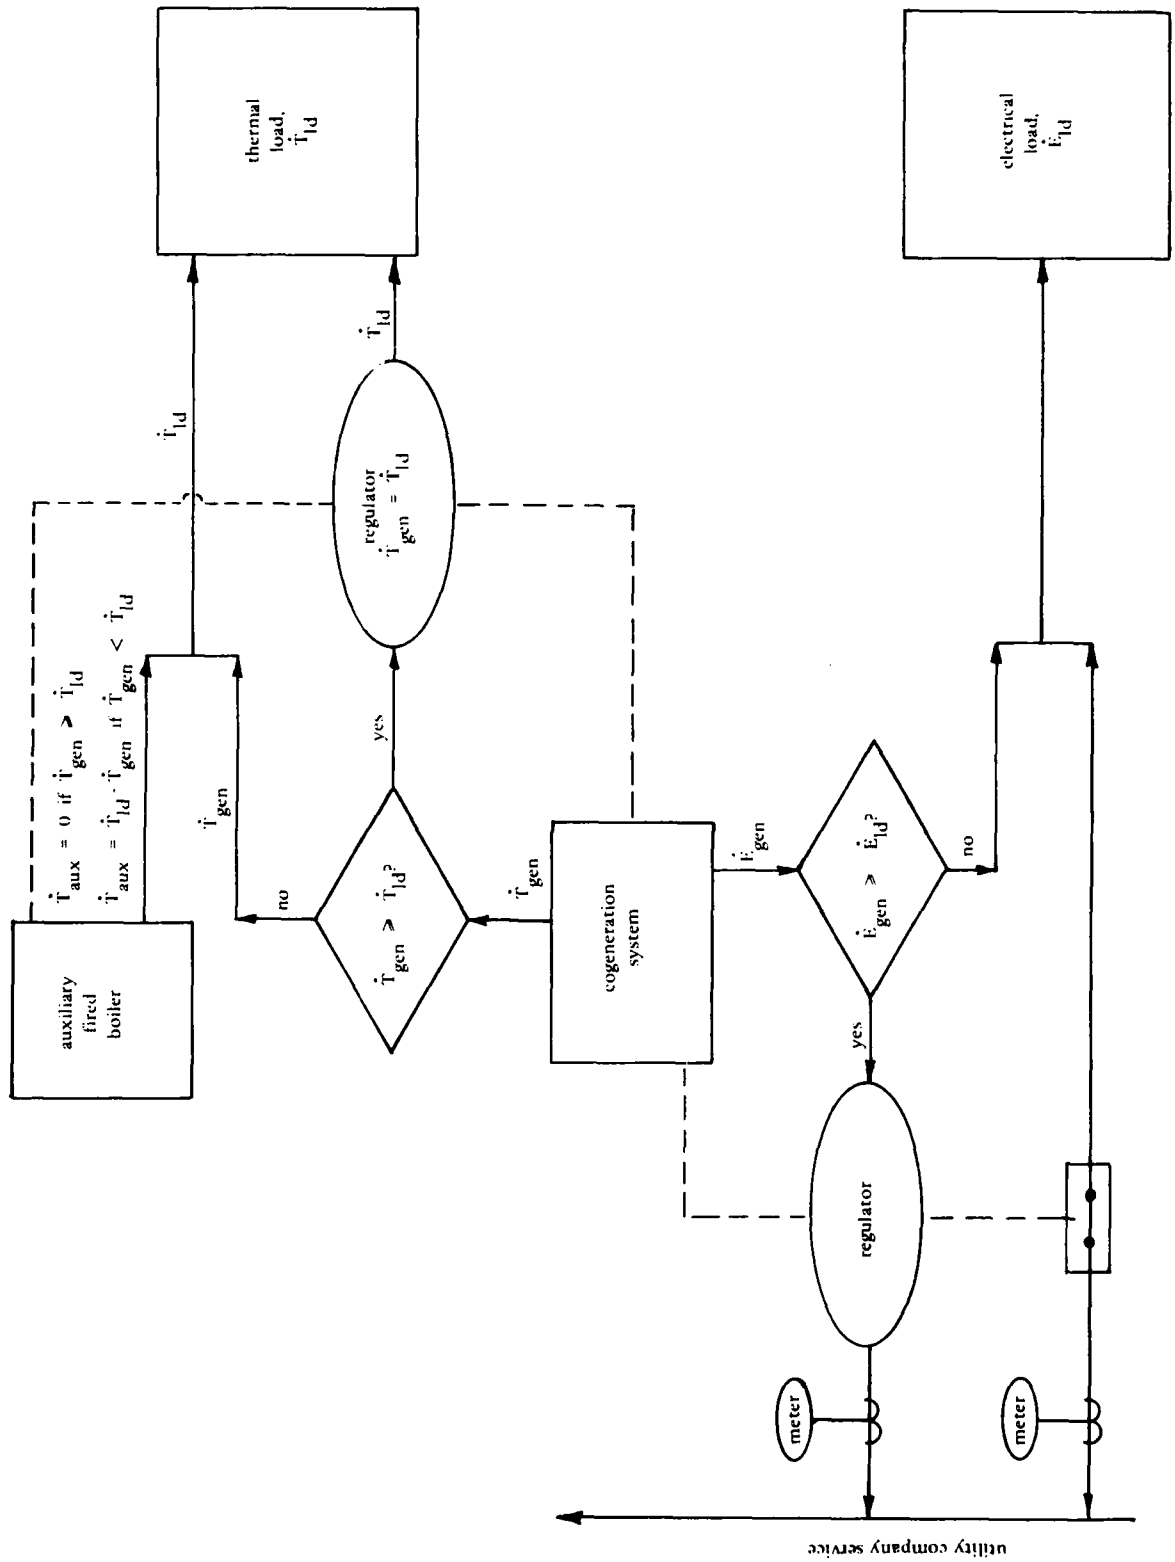 auxiliary
fired
boiler
Ṫaux = 0 if Ṫgen ⩾ Ṫld
Ṫaux = Ṫld - Ṫgen if Ṫgen < Ṫld
Ṫgen
Ṫld
thermal
load,
Ṫld
no
Ṫgen ⩾ Ṫld?
yes
regulator
Ṫgen = Ṫld
Ṫld
Ṫgen
cogeneration
system
Ėgen
Ėgen ⩾ Ėld?
yes
no
regulator
meter
meter
electrical
load,
Ėld
utility company service